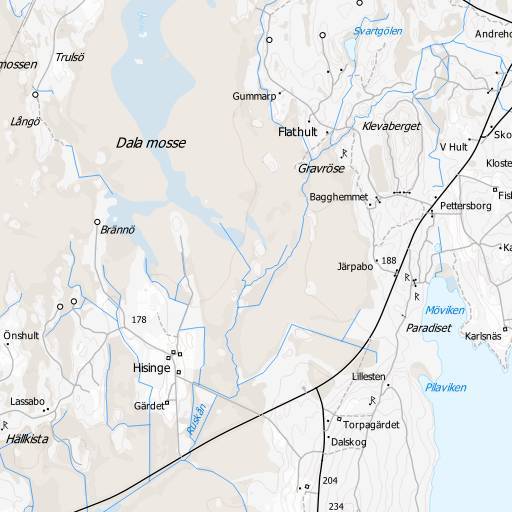 Svartgölen
Andreho
Trulsö
mossen
Gummarp
Långö
Klevaberget
Flathult
Sko
Dala mosse
V Hult
Kloste
Gravröse
Bagghemmet
Fisk
Pettersborg
Brännö
Ka
188
Järpabo
Möviken
178
Paradiset
Önshult
Karlsnäs
Hisinge
Lillesten
Pilaviken
Lassabo
Gärdet
Ruskån
Torpagärdet
Hällkista
Dalskog
204
234